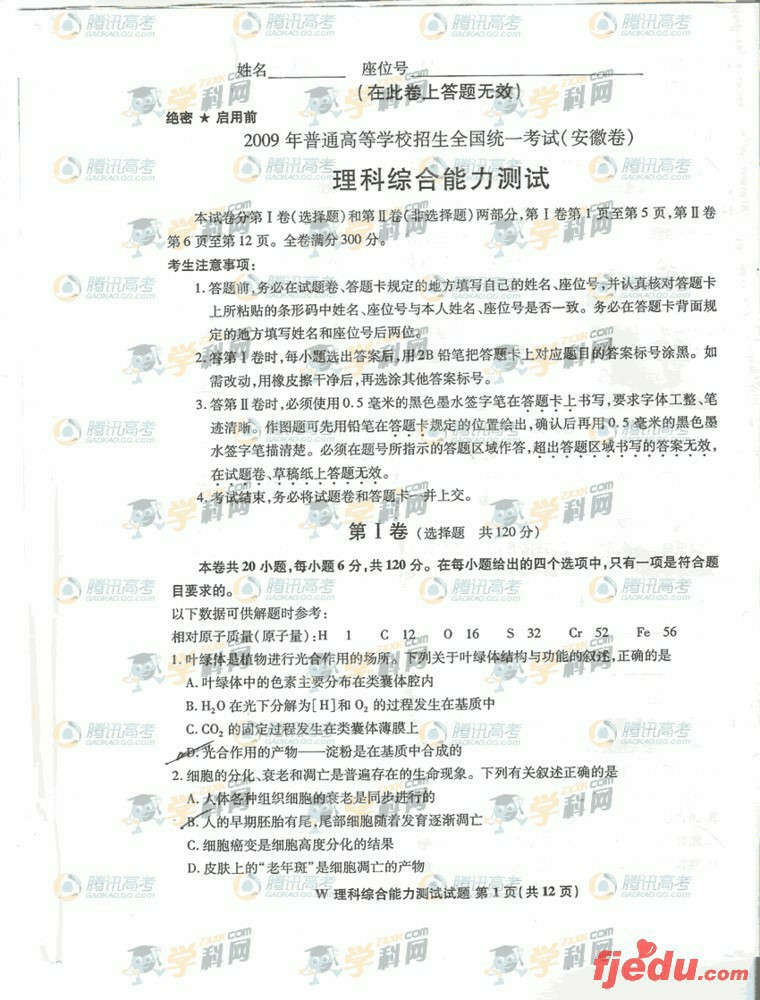 姓名________ 座位号____________________
(在此卷上答题无效)
绝密 ★ 启用前
2009 年普通高等学校招生全国统一考试(安徽卷)
理科综合能力测试
本试卷分第Ⅰ卷(选择题)和第Ⅱ卷(非选择题)两部分,第Ⅰ卷第1页至第5页,第Ⅱ卷
第6页至第12页。全卷满分300分。
考生注意事项:
1.答题前,务必在试题卷、答题卡规定的地方填写自己的姓名、座位号,并认真核对答题卡
上所粘贴的条形码中姓名、座位号与本人姓名、座位号是否一致。务必在答题卡背面规
定的地方填写姓名和座位号后两位。
2.答第Ⅰ卷时,每小题选出答案后,用2B铅笔把答题卡上对应题目的答案标号涂黑。如
需改动,用橡皮擦干净后,再选涂其他答案标号。
3.答第Ⅱ卷时,必须使用0.5毫米的黑色墨水签字笔在答题卡上书写,要求字体工整、笔
迹清晰。作图题可先用铅笔在答题卡规定的位置绘出,确认后再用0.5毫米的黑色墨
水签字笔描清楚。必须在题号所指示的答题区域作答,超出答题区域书写的答案无效,
在试题卷、草稿纸上答题无效。
4.考试结束,务必将试题卷和答题卡一并上交。
第Ⅰ卷 (选择题 共120分)
本卷共20小题,每小题6分,共120分。在每小题给出的四个选项中,只有一项是符合题
目要求的。
以下数据可供解题时参考:
相对原子质量(原子量):H 1 C 12 O 16 S 32 Cr 52 Fe 56
1.叶绿体是植物进行光合作用的场所。下列关于叶绿体结构与功能的叙述,正确的是
A.叶绿体中的色素主要分布在类囊体腔内
B.H₂O在光下分解为[H]和O₂的过程发生在基质中
C.CO₂的固定过程发生在类囊体薄膜上
D.光合作用的产物——淀粉是在基质中合成的
2.细胞的分化、衰老和凋亡是普遍存在的生命现象。下列有关叙述正确的是
A.人体各种组织细胞的衰老是同步进行的
B.人的早期胚胎有尾,尾部细胞随着发育逐渐凋亡
C.细胞癌变是细胞高度分化的结果
D.皮肤上的“老年斑”是细胞凋亡的产物
W 理科综合能力测试试题 第1页(共12页)
fjedu.com